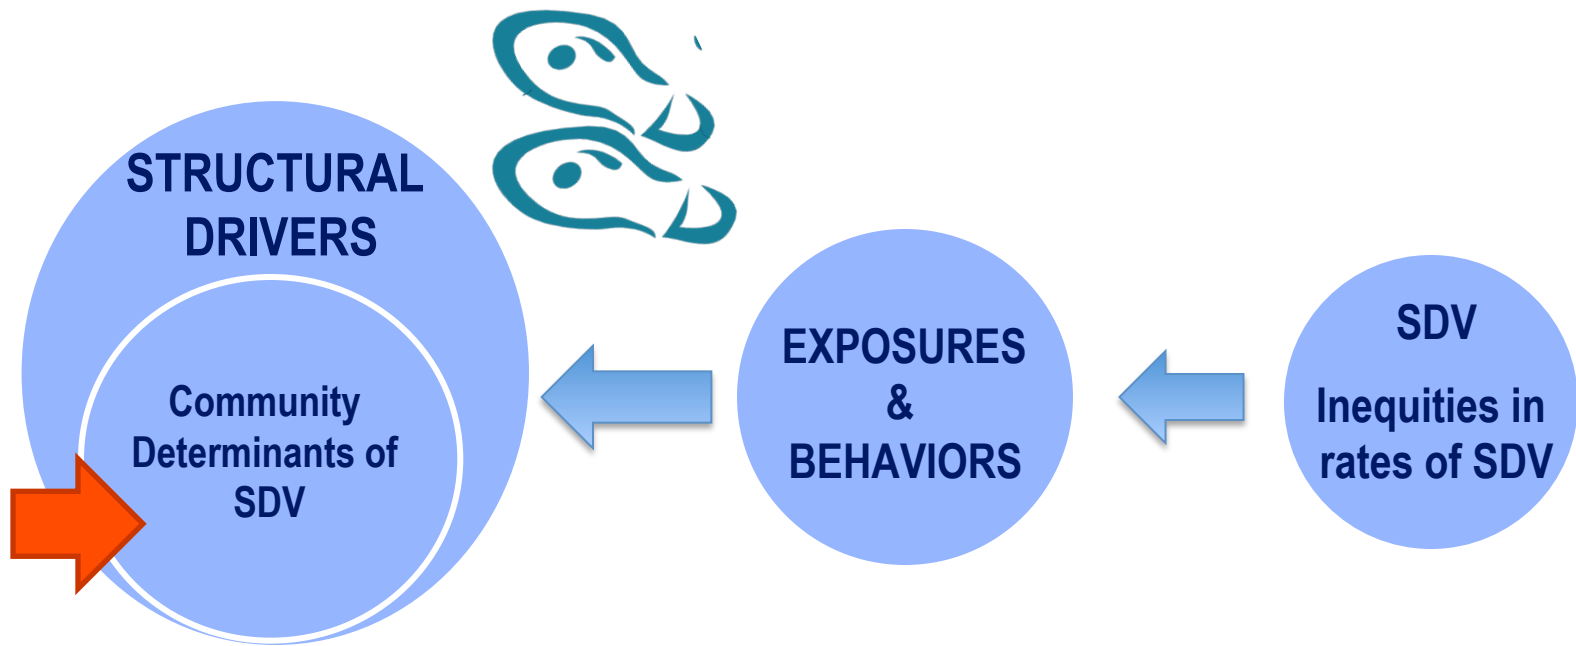 STRUCTURAL
DRIVERS
Community
Determinants of
SDV
EXPOSURES
&
BEHAVIORS
SDV
Inequities in
rates of SDV